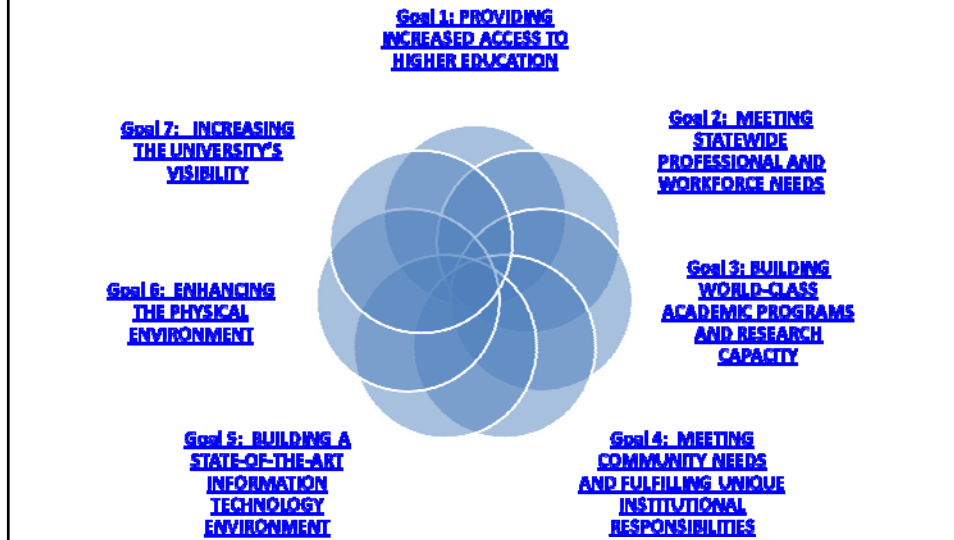 Goal 1: PROVIDING
INCREASED ACCESS TO
HIGHER EDUCATION
Goal 2: MEETING
STATEWIDE
PROFESSIONAL AND
WORKFORCE NEEDS
Goal 3: BUILDING
WORLD-CLASS
ACADEMIC PROGRAMS
AND RESEARCH
CAPACITY
Goal 4: MEETING
COMMUNITY NEEDS
AND FULFILLING UNIQUE
INSTITUTIONAL
RESPONSIBILITIES
Goal 5: BUILDING A
STATE-OF-THE-ART
INFORMATION
TECHNOLOGY
ENVIRONMENT
Goal 6: ENHANCING
THE PHYSICAL
ENVIRONMENT
Goal 7: INCREASING
THE UNIVERSITY'S
VISIBILITY